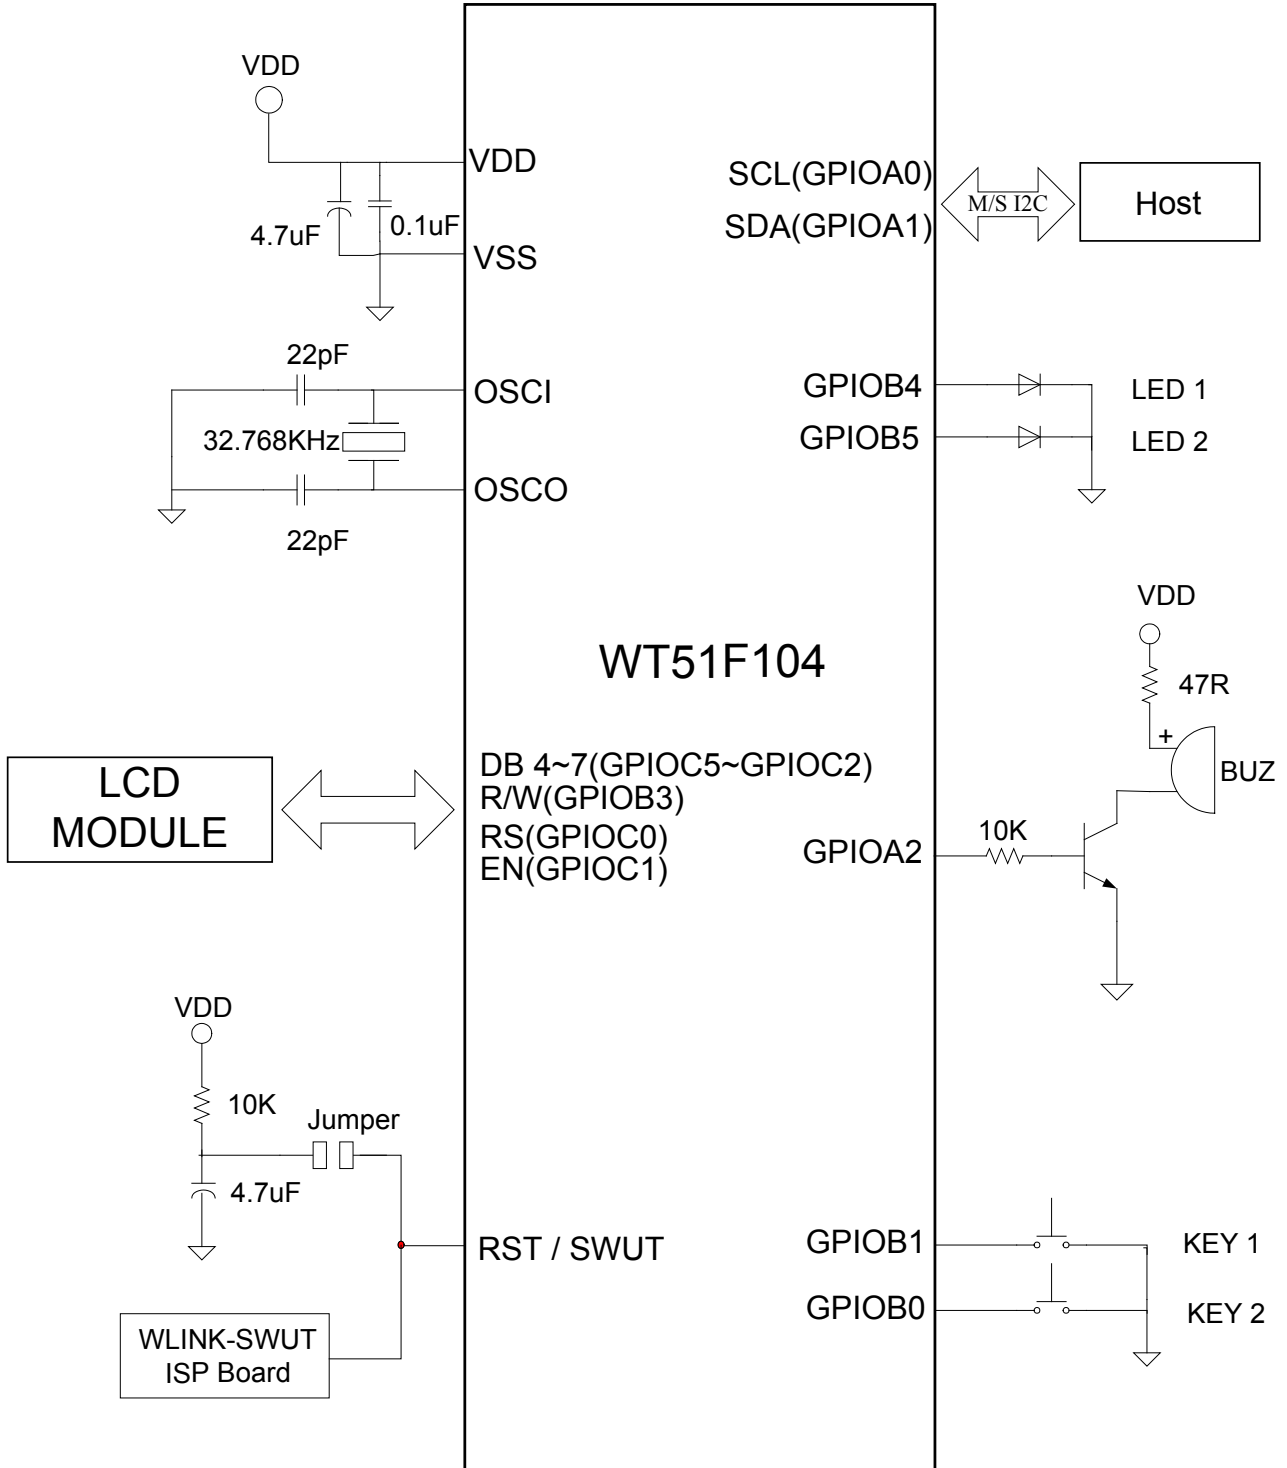 VDD
VDD
4.7uF
0.1uF
VSS
SCL(GPIOA0)
SDA(GPIOA1)
M/S I2C
Host
22pF
OSCI
32.768KHz
OSCO
22pF
GPIOB4
LED 1
GPIOB5
LED 2
WT51F104
VDD
47R
+
BUZ
LCD
MODULE
DB 4~7(GPIOC5~GPIOC2)
R/W(GPIOB3)
RS(GPIOC0)
EN(GPIOC1)
GPIOA2
10K
VDD
10K
Jumper
4.7uF
RST / SWUT
WLINK-SWUT
ISP Board
GPIOB1
KEY 1
GPIOB0
KEY 2